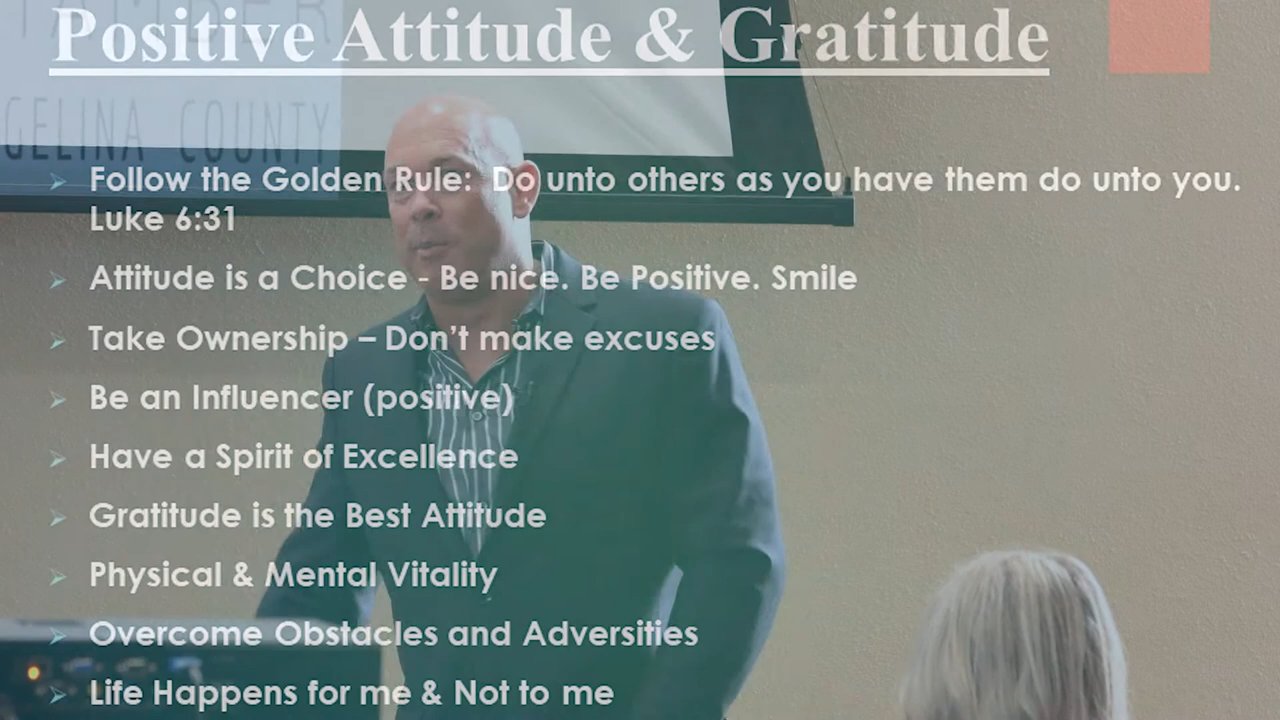 Positive Attitude & Gratitude
GELINA COUNTY
Follow the Golden Rule: Do unto others as you have them do unto you.
Luke 6:31
Attitude is a Choice - Be nice. Be Positive. Smile
Take Ownership – Don't make excuses
Be an Influencer (positive)
Have a Spirit of Excellence
Gratitude is the Best Attitude
Physical & Mental Vitality
Overcome Obstacles and Adversities
Life Happens for me & Not to me